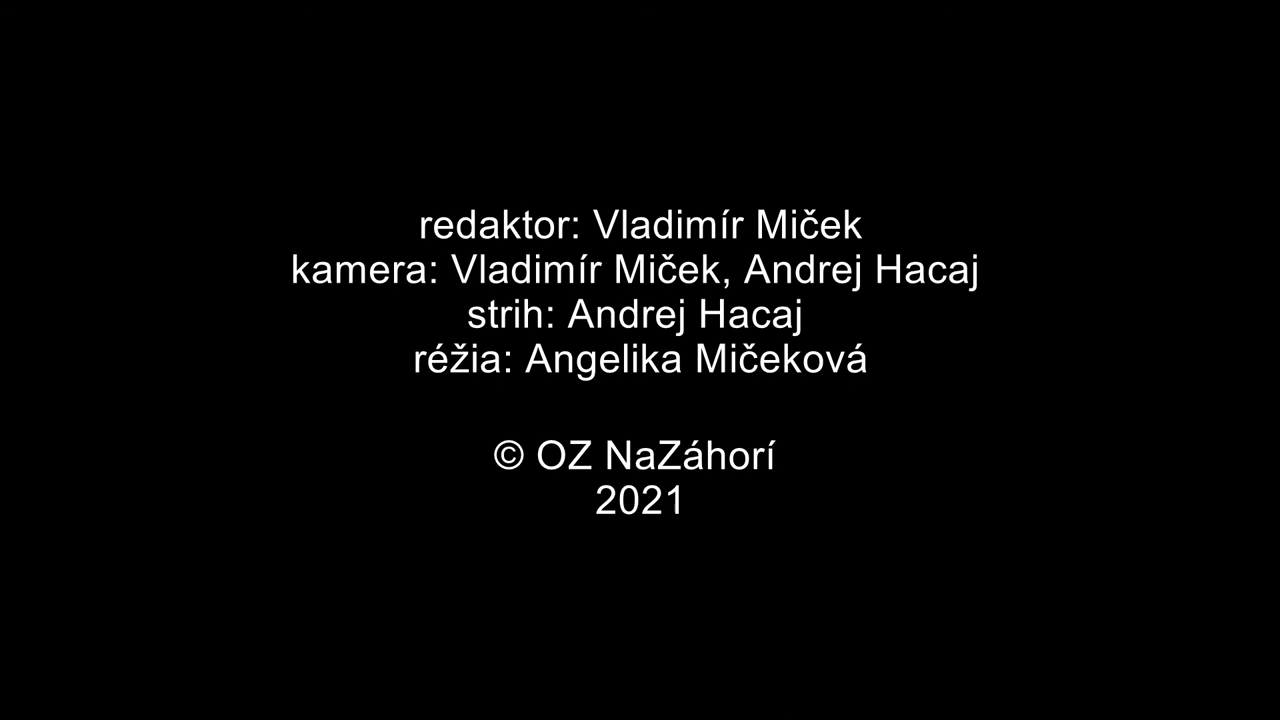 redaktor: Vladimír Miček
kamera: Vladimír Miček, Andrej Hacaj
strih: Andrej Hacaj
réžia: Angelika Mičeková
© OZ NaZáhorí
2021